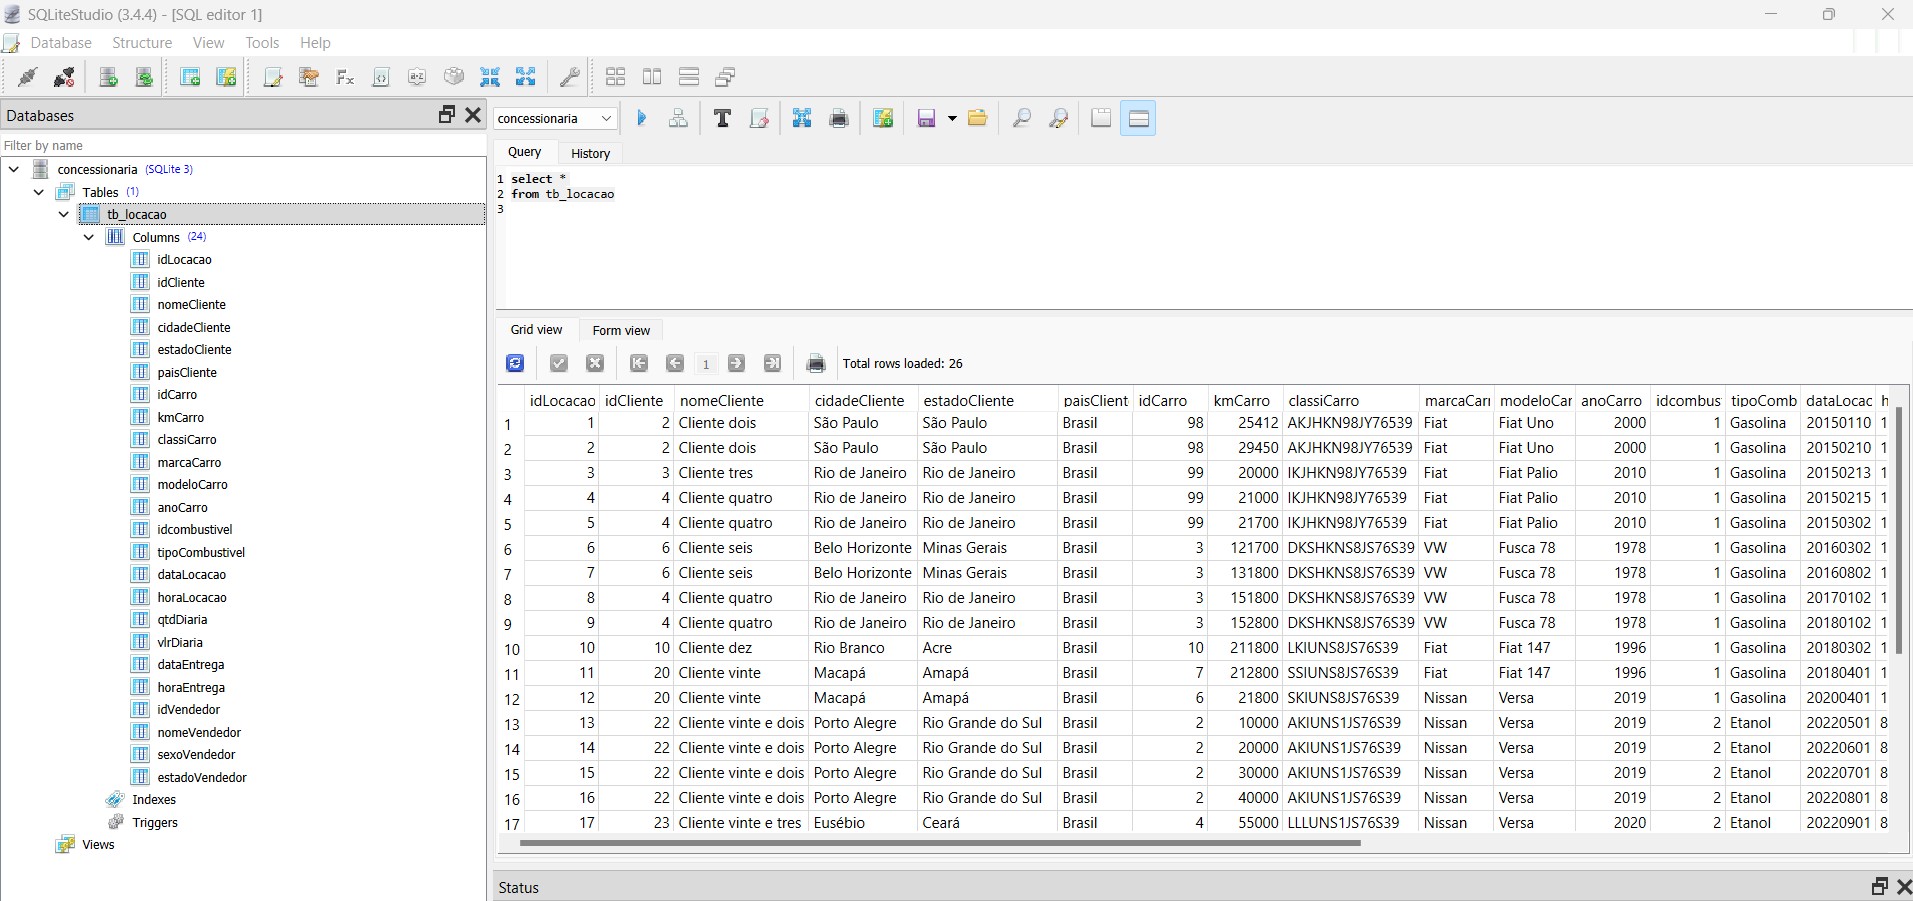 SQLiteStudio (3.4.4) - [SQL editor 1]
Database Structure View Tools Help
Databases
concessionaria
Filter by name
Query History
concessionaria (SQLite 3)
Tables (1)
tb_locacao
Columns (24)
idLocacao
idCliente
nomeCliente
cidadeCliente
estadoCliente
paisCliente
idCarro
kmCarro
classiCarro
marcaCarro
modeloCarro
anoCarro
idcombustivel
tipoCombustivel
dataLocacao
horaLocacao
qtdDiaria
vlrDiaria
dataEntrega
horaEntrega
idVendedor
nomeVendedor
sexoVendedor
estadoVendedor
Indexes
Triggers
Views
1 select *
2 from tb_locacao
3
Grid view Form view
1 Total rows loaded: 26
idLocacao idCliente nomeCliente cidadeCliente estadoCliente paisClient idCarro kmCarro classiCarro marcaCarr modeloCar anoCarro idcombus tipoComb dataLocac h
1 1 2 Cliente dois São Paulo São Paulo Brasil 98 25412 AKJHKN98JY76539 Fiat Fiat Uno 2000 1 Gasolina 20150110 1
2 2 2 Cliente dois São Paulo São Paulo Brasil 98 29450 AKJHKN98JY76539 Fiat Fiat Uno 2000 1 Gasolina 20150210 1
3 3 3 Cliente tres Rio de Janeiro Rio de Janeiro Brasil 99 20000 IKJHKN98JY76539 Fiat Fiat Palio 2010 1 Gasolina 20150213 1
4 4 4 Cliente quatro Rio de Janeiro Rio de Janeiro Brasil 99 21000 IKJHKN98JY76539 Fiat Fiat Palio 2010 1 Gasolina 20150215 1
5 5 4 Cliente quatro Rio de Janeiro Rio de Janeiro Brasil 99 21700 IKJHKN98JY76539 Fiat Fiat Palio 2010 1 Gasolina 20150302 1
6 6 6 Cliente seis Belo Horizonte Minas Gerais Brasil 3 121700 DKSHKNS8JS76S39 VW Fusca 78 1978 1 Gasolina 20160302 1
7 7 6 Cliente seis Belo Horizonte Minas Gerais Brasil 3 131800 DKSHKNS8JS76S39 VW Fusca 78 1978 1 Gasolina 20160802 1
8 8 4 Cliente quatro Rio de Janeiro Rio de Janeiro Brasil 3 151800 DKSHKNS8JS76S39 VW Fusca 78 1978 1 Gasolina 20170102 1
9 9 4 Cliente quatro Rio de Janeiro Rio de Janeiro Brasil 3 152800 DKSHKNS8JS76S39 VW Fusca 78 1978 1 Gasolina 20180102 1
10 10 10 Cliente dez Rio Branco Acre Brasil 10 211800 LKIUNS8JS76S39 Fiat Fiat 147 1996 1 Gasolina 20180302 1
11 11 20 Cliente vinte Macapá Amapá Brasil 7 212800 SSIUNS8JS76S39 Fiat Fiat 147 1996 1 Gasolina 20180401 1
12 12 20 Cliente vinte Macapá Amapá Brasil 6 21800 SKIUNS8JS76S39 Nissan Versa 2019 1 Gasolina 20200401 1
13 13 22 Cliente vinte e dois Porto Alegre Rio Grande do Sul Brasil 2 10000 AKIUNS1JS76S39 Nissan Versa 2019 2 Etanol 20220501 8
14 14 22 Cliente vinte e dois Porto Alegre Rio Grande do Sul Brasil 2 20000 AKIUNS1JS76S39 Nissan Versa 2019 2 Etanol 20220601 8
15 15 22 Cliente vinte e dois Porto Alegre Rio Grande do Sul Brasil 2 30000 AKIUNS1JS76S39 Nissan Versa 2019 2 Etanol 20220701 8
16 16 22 Cliente vinte e dois Porto Alegre Rio Grande do Sul Brasil 2 40000 AKIUNS1JS76S39 Nissan Versa 2019 2 Etanol 20220801 8
17 17 23 Cliente vinte e tres Eusébio Ceará Brasil 4 55000 LLLUNS1JS76S39 Nissan Versa 2020 2 Etanol 20220901 8
Status